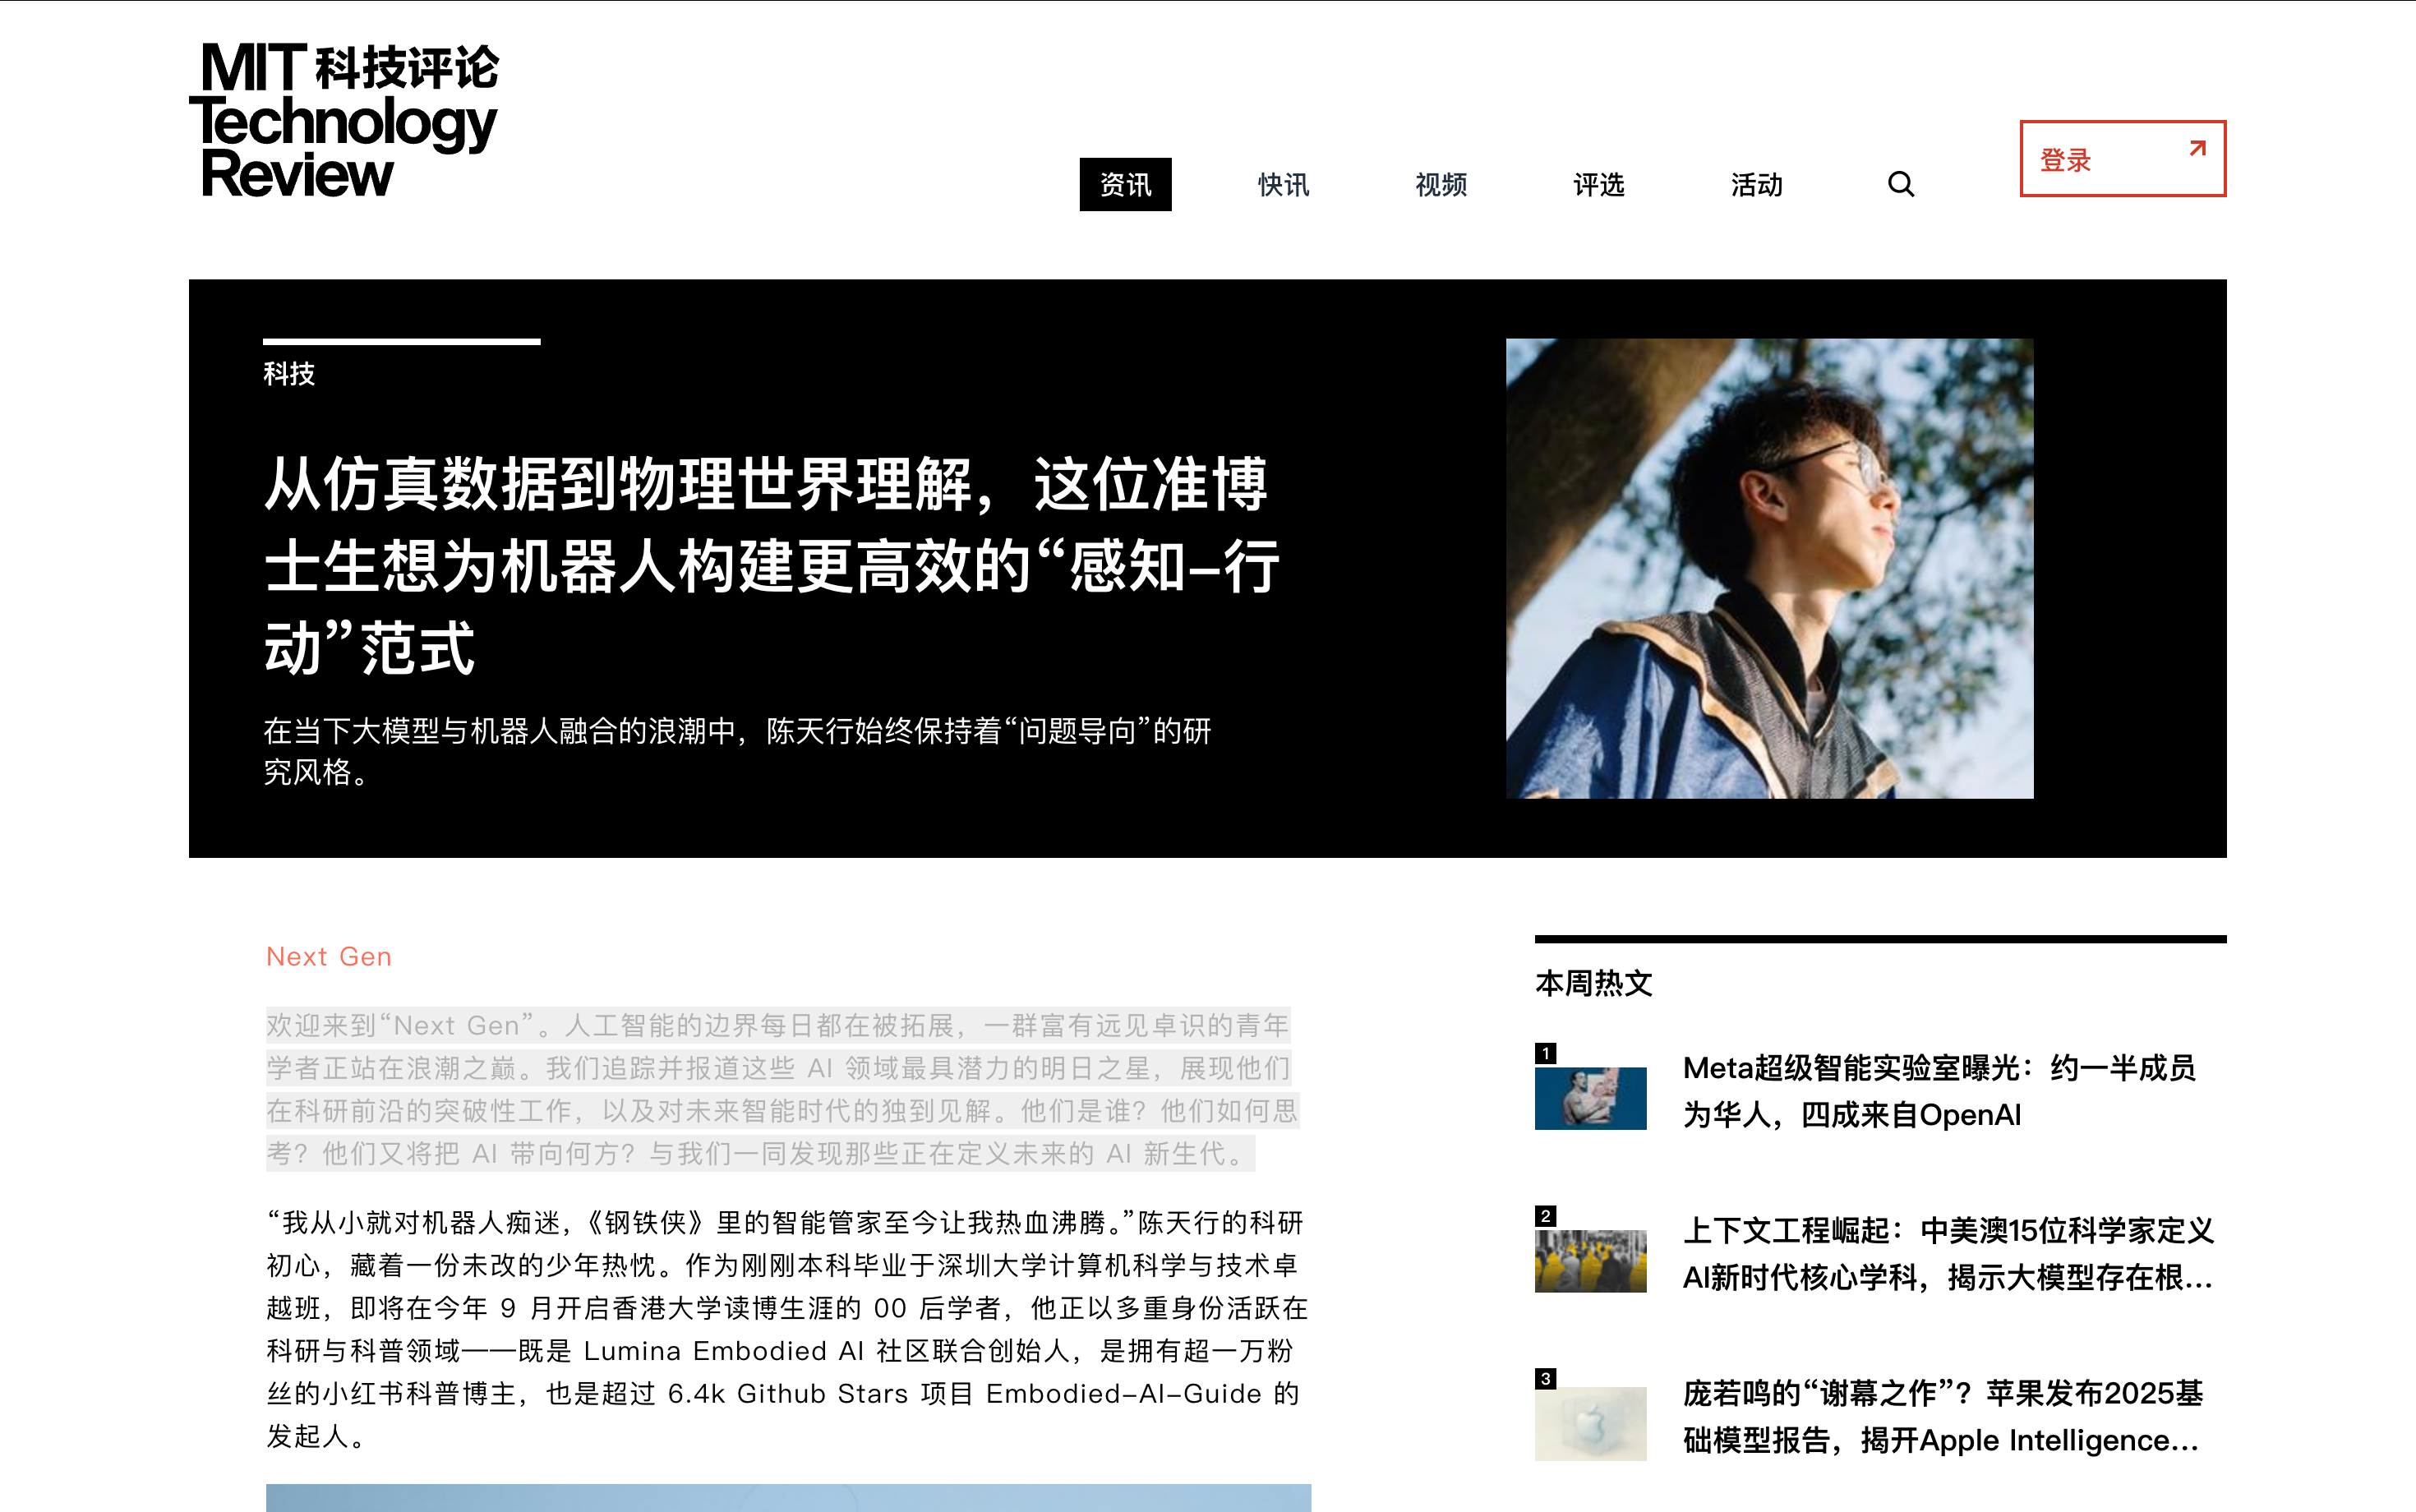 MIT 科技评论
Technology
Review
资讯
快讯
视频
评选
活动
登录
科技
从仿真数据到物理世界理解，这位准博
士生想为机器人构建更高效的“感知-行
动”范式
在当下大模型与机器人融合的浪潮中，陈天行始终保持着“问题导向”的研
究风格。
Next Gen
欢迎来到“Next Gen”。人工智能的边界每日都在被拓展，一群富有远见卓识的青年
学者正站在浪潮之巅。我们追踪并报道这些 AI 领域最具潜力的明日之星，展现他们
在科研前沿的突破性工作，以及对未来智能时代的独到见解。他们是谁？他们如何思
考？他们又将把 AI 带向何方？与我们一同发现那些正在定义未来的 AI 新生代。
“我从小就对机器人痴迷，《钢铁侠》里的智能管家至今让我热血沸腾。”陈天行的科研
初心，藏着一份未改的少年热忱。作为刚刚本科毕业于深圳大学计算机科学与技术卓
越班，即将在今年 9 月开启香港大学读博生涯的 00 后学者，他正以多重身份活跃在
科研与科普领域——既是 Lumina Embodied AI 社区联合创始人，是拥有超一万粉
丝的小红书科普博主，也是超过 6.4k Github Stars 项目 Embodied-AI-Guide 的
发起人。
本周热文
1
Meta超级智能实验室曝光：约一半成员
为华人，四成来自OpenAI
2
上下文工程崛起：中美澳15位科学家定义
AI新时代核心学科，揭示大模型存在根...
3
庞若鸣的“谢幕之作”？苹果发布2025基
础模型报告，揭开Apple Intelligence...